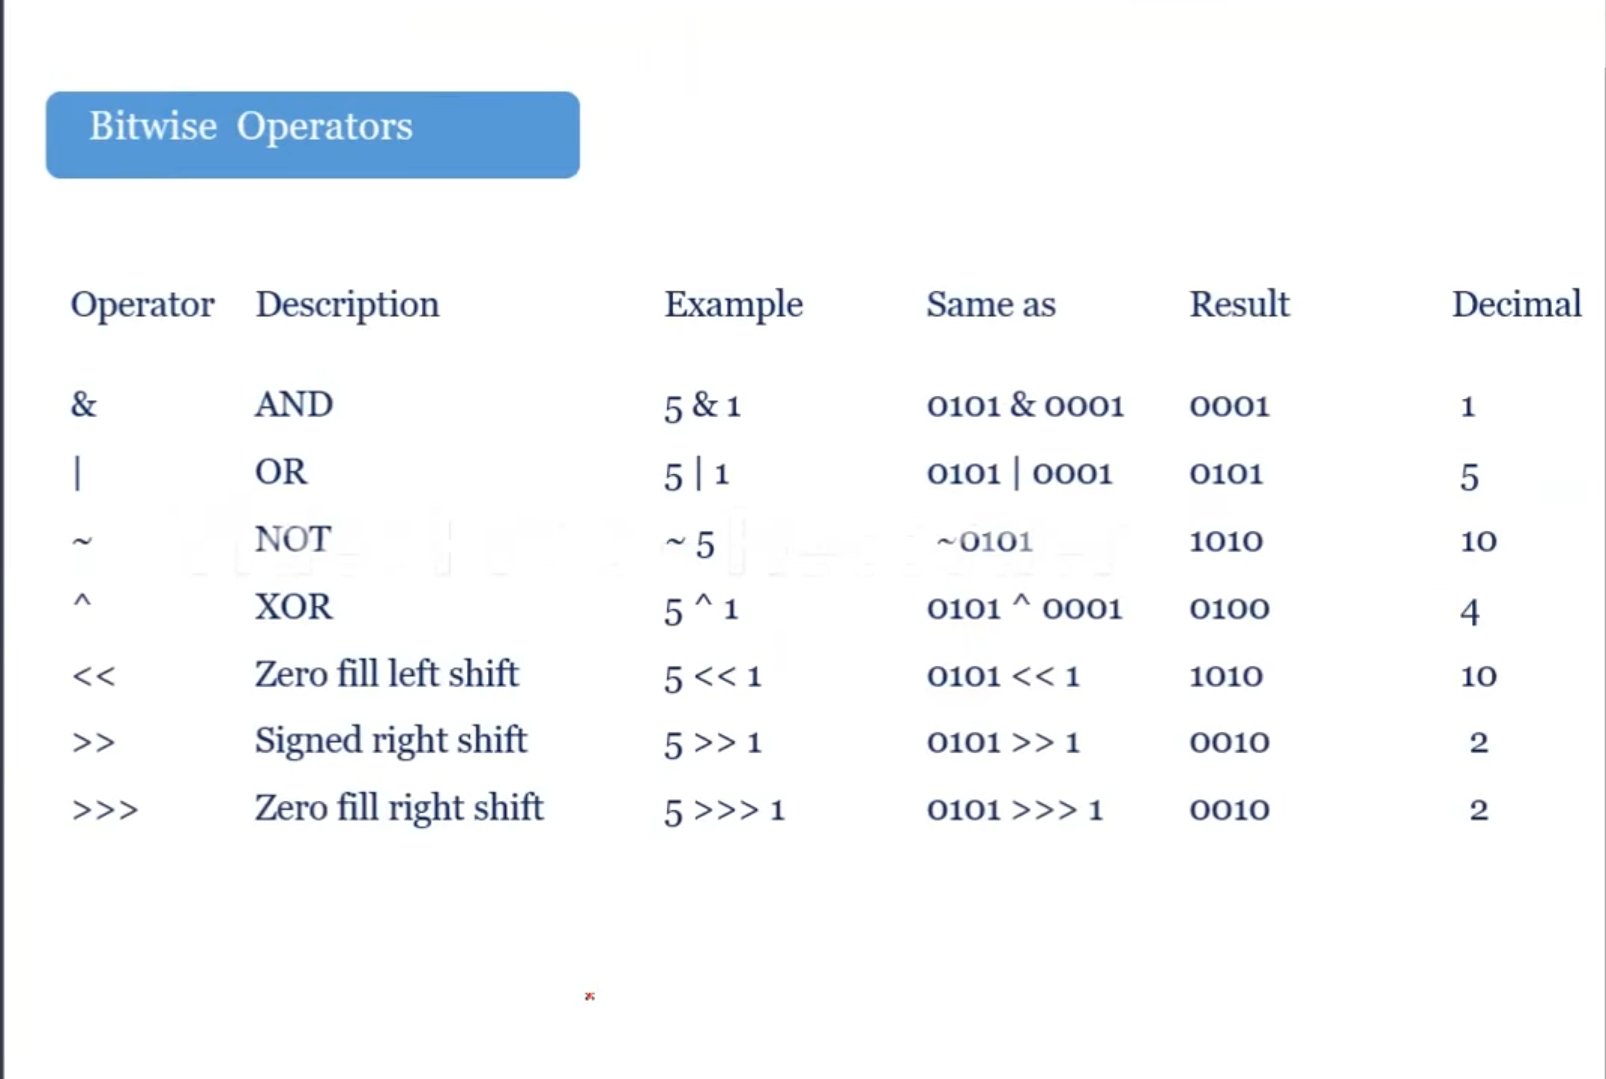 Bitwise Operators
Operator Description Example Same as Result Decimal
& AND 5 & 1 0101 & 0001 0001 1
| OR 5 | 1 0101 | 0001 0101 5
~ NOT ~ 5 ~0101 1010 10
^ XOR 5 ^ 1 0101 ^ 0001 0100 4
<< Zero fill left shift 5 << 1 0101 << 1 1010 10
>> Signed right shift 5 >> 1 0101 >> 1 0010 2
>>> Zero fill right shift 5 >>> 1 0101 >>> 1 0010 2